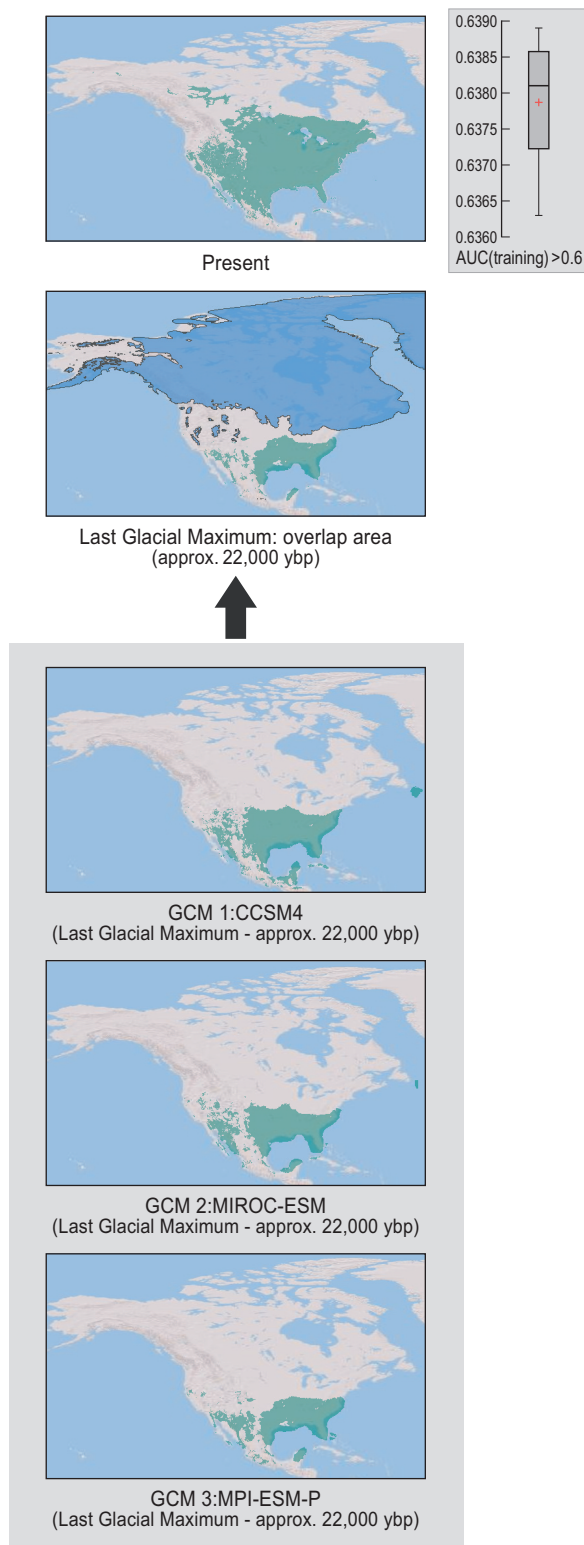 0.6390
0.6385
0.6380
0.6375
0.6370
0.6365
0.6360
AUC(training) >0.6
Present
Last Glacial Maximum: overlap area
(approx. 22,000 ybp)
GCM 1:CCSM4
(Last Glacial Maximum - approx. 22,000 ybp)
GCM 2:MIROC-ESM
(Last Glacial Maximum - approx. 22,000 ybp)
GCM 3:MPI-ESM-P
(Last Glacial Maximum - approx. 22,000 ybp)